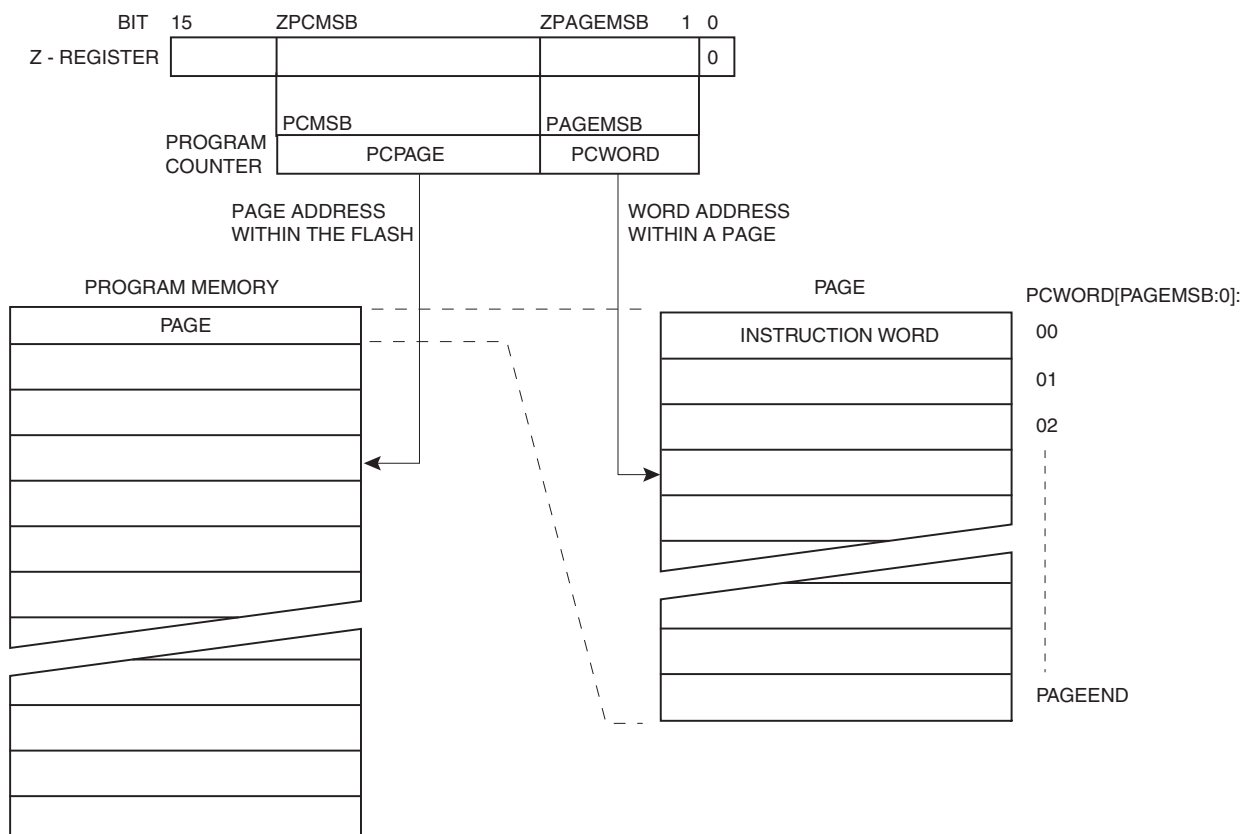 BIT 15 ZPCMSB ZPAGEMSB 1 0
Z - REGISTER 0
PCMSB PAGEMSB
PROGRAM
COUNTER
PCPAGE PCWORD
PAGE ADDRESS
WITHIN THE FLASH
WORD ADDRESS
WITHIN A PAGE
PROGRAM MEMORY
PAGE
PAGE
PCWORD[PAGEMSB:0]:
INSTRUCTION WORD
00
01
02
PAGEEND